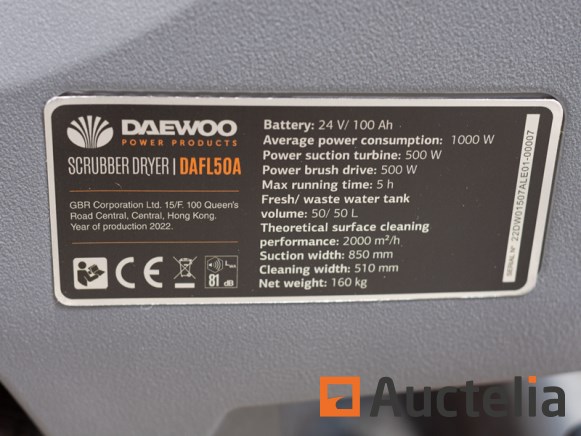 DAEWOO
POWER PRODUCTS
SCRUBBER DRYER | DAFL50A
GBR Corporation Ltd. 15/F. 100 Queen's
Road Central, Central, Hong Kong.
Year of production 2022.
CE
81 dB
Battery: 24 V/ 100 Ah
Average power consumption: 1000 W
Power suction turbine: 500 W
Power brush drive: 500 W
Max running time: 5 h
Fresh/ waste water tank
volume: 50/ 50 L
Theoretical surface cleaning
performance: 2000 m²/h
Suction width: 850 mm
Cleaning width: 510 mm
Net weight: 160 kg
SERIAL N° 22DW01507ALE01-00007
Auctelia